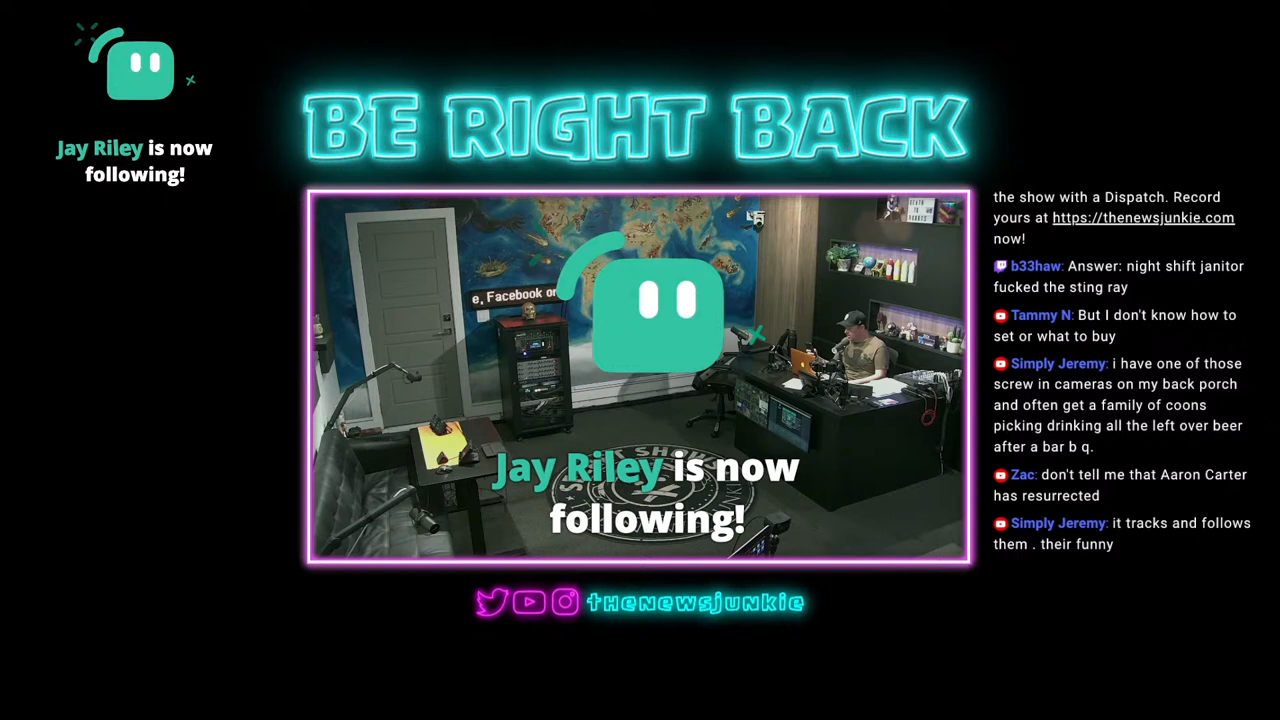 Jay Riley is now
following!
BE RIGHT BACK
e, Facebook or
Jay Riley is now
following!
thenewsjunkie
the show with a Dispatch. Record
yours at https://thenewsjunkie.com
now!
b33haw: Answer: night shift janitor
fucked the sting ray
Tammy N: But I don't know how to
set or what to buy
Simply Jeremy: i have one of those
screw in cameras on my back porch
and often get a family of coons
picking drinking all the left over beer
after a bar b q.
Zac: don't tell me that Aaron Carter
has resurrected
Simply Jeremy: it tracks and follows
them . their funny